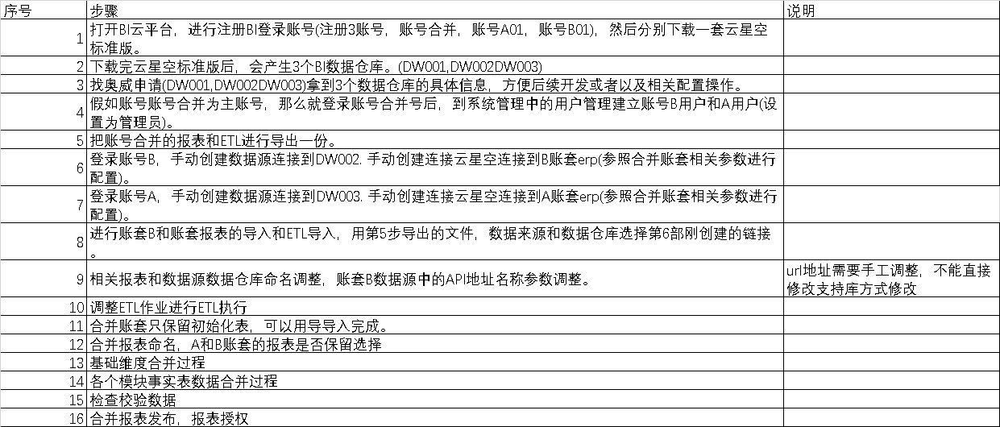 序号 步骤 说明
1 打开BI云平台，进行注册BI登录账号(注册3账号，账号合并，账号A01，账号B01)，然后分别下载一套云星空
标准版。
2 下载完云星空标准版后，会产生3个BI数据仓库。(DW001,DW002DW003)
3 找奥威申请(DW001,DW002DW003)拿到3个数据仓库的具体信息，方便后续开发或者以及相关配置操作。
4 假如账号账号合并为主账号，那么就登录账号合并号后，到系统管理中的用户管理建立账号B用户和A用户(设
置为管理员)。
5 把账号合并的报表和ETL进行导出一份。
6 登录账号B，手动创建数据源连接到DW002. 手动创建连接云星空连接到B账套erp(参照合并账套相关参数进行
配置)。
7 登录账号A，手动创建数据源连接到DW003. 手动创建连接云星空连接到A账套erp(参照合并账套相关参数进行
配置)。
8 进行账套B和账套报表的导入和ETL导入，用第5步导出的文件，数据来源和数据仓库选择第6部刚创建的链接
。
9 相关报表和数据源数据仓库命名调整，账套B数据源中的API地址名称参数调整。 url地址需要手工调整，不能直接
修改支持库方式修改
10 调整ETL作业进行ETL执行
11 合并账套只保留初始化表，可以用导导入完成。
12 合并报表命名，A和B账套的报表是否保留选择
13 基础维度合并过程
14 各个模块事实表数据合并过程
15 检查校验数据
16 合并报表发布，报表授权